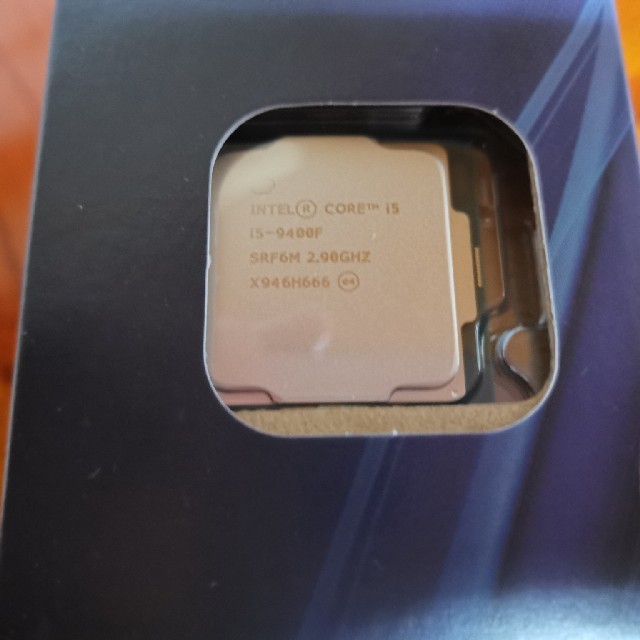 INTEL® CORE™ i5
i5-9400F
SRF6M 2.90GHZ
X946H666 e4